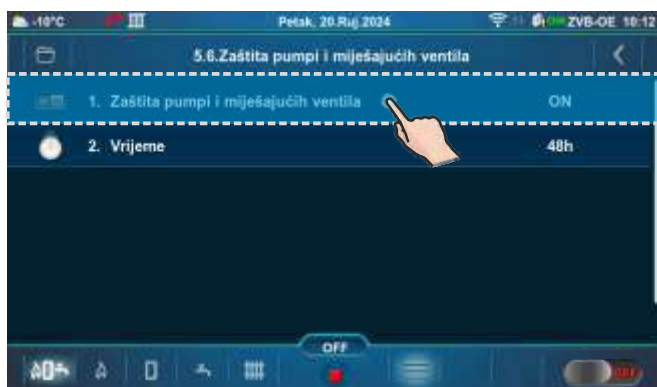 -10°C Petak, 20.Ruj.2024 ZVB-OE 10:12
5.6.Zaštita pumpi i miješajućih ventila
1. Zaštita pumpi i miješajućih ventila ON
2. Vrijeme 48h
OFF
OFF